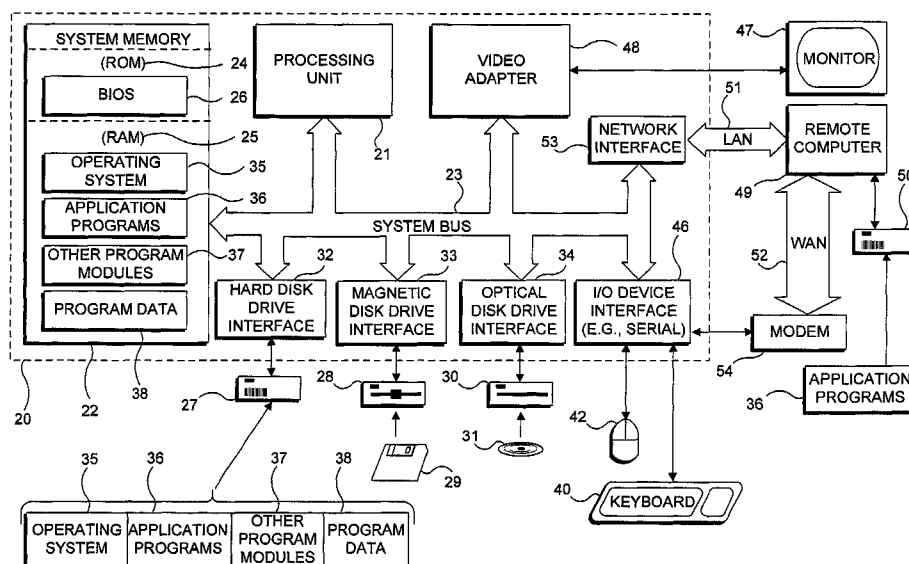 SYSTEM MEMORY
(ROM) 24
BIOS
26
(RAM) 25
OPERATING
SYSTEM
35
36
APPLICATION
PROGRAMS
OTHER PROGRAM
MODULES
37
PROGRAM DATA
38
22
20
PROCESSING
UNIT
21
VIDEO
ADAPTER
48
47
MONITOR
51
LAN
53
NETWORK
INTERFACE
REMOTE
COMPUTER
49
50
23
SYSTEM BUS
52
WAN
32
HARD DISK
DRIVE
INTERFACE
33
MAGNETIC
DISK DRIVE
INTERFACE
34
OPTICAL
DISK DRIVE
INTERFACE
46
I/O DEVICE
INTERFACE
(E.G., SERIAL)
MODEM
54
27
28
30
29
31
42
40
KEYBOARD
36
APPLICATION
PROGRAMS
35
36
37
38
OPERATING
SYSTEM
APPLICATION
PROGRAMS
OTHER
PROGRAM
MODULES
PROGRAM
DATA